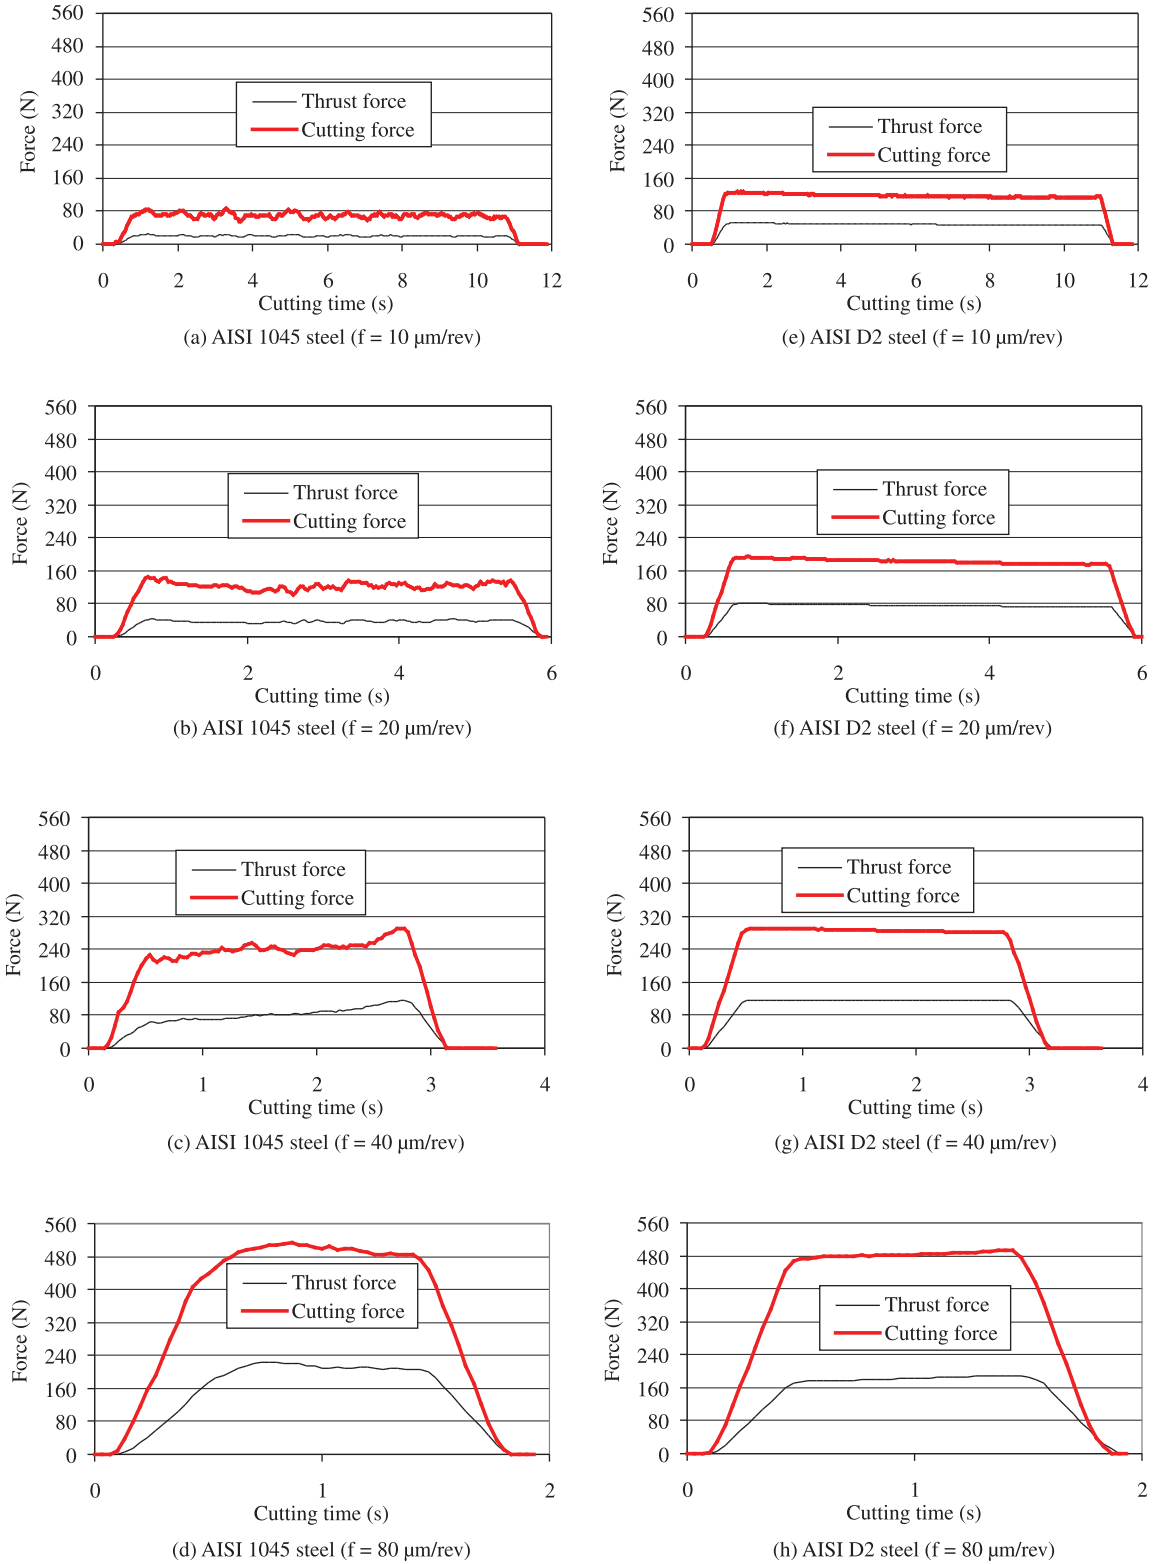 560
480
400
320
240
160
80
0
Force (N)
Thrust force
Cutting force
0 2 4 6 8 10 12
Cutting time (s)
(a) AISI 1045 steel (f = 10 µm/rev)
560
480
400
320
240
160
80
0
Force (N)
Thrust force
Cutting force
0 2 4 6 8 10 12
Cutting time (s)
(e) AISI D2 steel (f = 10 µm/rev)
560
480
400
320
240
160
80
0
Force (N)
Thrust force
Cutting force
0 2 4 6
Cutting time (s)
(b) AISI 1045 steel (f = 20 µm/rev)
560
480
400
320
240
160
80
0
Force (N)
Thrust force
Cutting force
0 2 4 6
Cutting time (s)
(f) AISI D2 steel (f = 20 µm/rev)
560
480
400
320
240
160
80
0
Force (N)
Thrust force
Cutting force
0 1 2 3 4
Cutting time (s)
(c) AISI 1045 steel (f = 40 µm/rev)
560
480
400
320
240
160
80
0
Force (N)
Thrust force
Cutting force
0 1 2 3 4
Cutting time (s)
(g) AISI D2 steel (f = 40 µm/rev)
560
480
400
320
240
160
80
0
Force (N)
Thrust force
Cutting force
0 1 2
Cutting time (s)
(d) AISI 1045 steel (f = 80 µm/rev)
560
480
400
320
240
160
80
0
Force (N)
Thrust force
Cutting force
0 1 2
Cutting time (s)
(h) AISI D2 steel (f = 80 µm/rev)